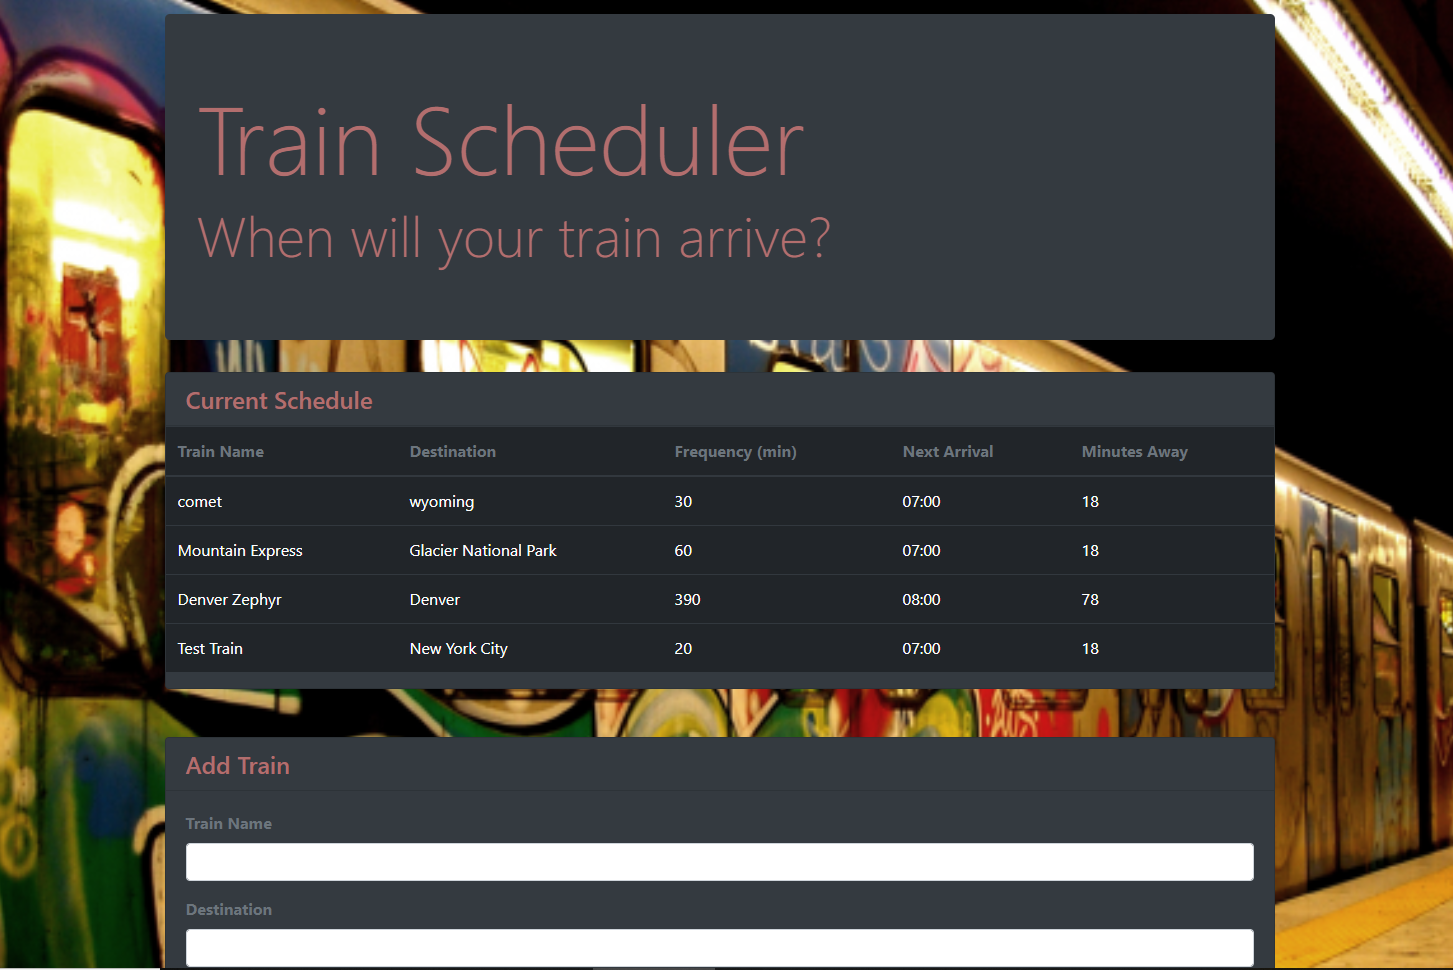 Train Scheduler
When will your train arrive?
Current Schedule
Train Name Destination Frequency (min) Next Arrival Minutes Away
comet wyoming 30 07:00 18
Mountain Express Glacier National Park 60 07:00 18
Denver Zephyr Denver 390 08:00 78
Test Train New York City 20 07:00 18
Add Train
Train Name
Destination